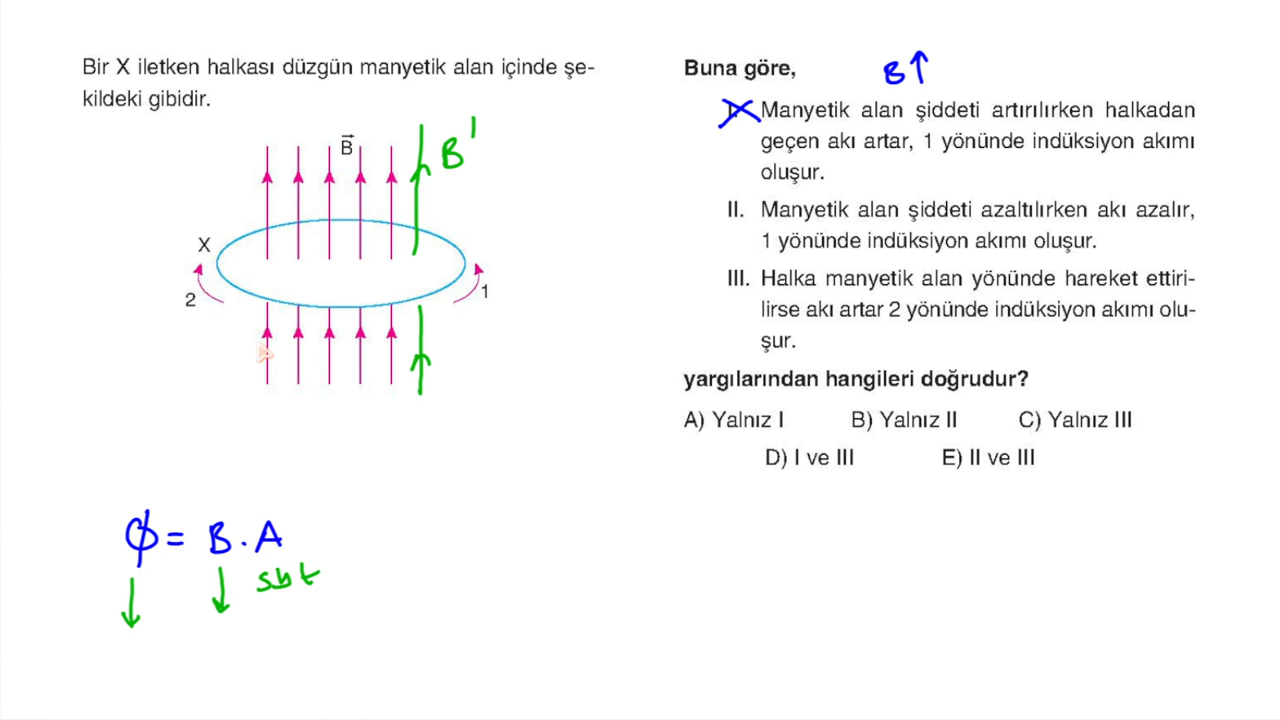 Bir X iletken halkası düzgün manyetik alan içinde şe-
kildeki gibidir.
B
B'
X
2
1
Φ = B . A
sbt
Buna göre,
B↑
I. Manyetik alan şiddeti artırılırken halkadan
geçen akı artar, 1 yönünde indüksiyon akımı
oluşur.
II. Manyetik alan şiddeti azaltılırken akı azalır,
1 yönünde indüksiyon akımı oluşur.
III. Halka manyetik alan yönünde hareket ettiri-
lirse akı artar 2 yönünde indüksiyon akımı olu-
şur.
yargılarından hangileri doğrudur?
A) Yalnız I B) Yalnız II C) Yalnız III
D) I ve III E) II ve III